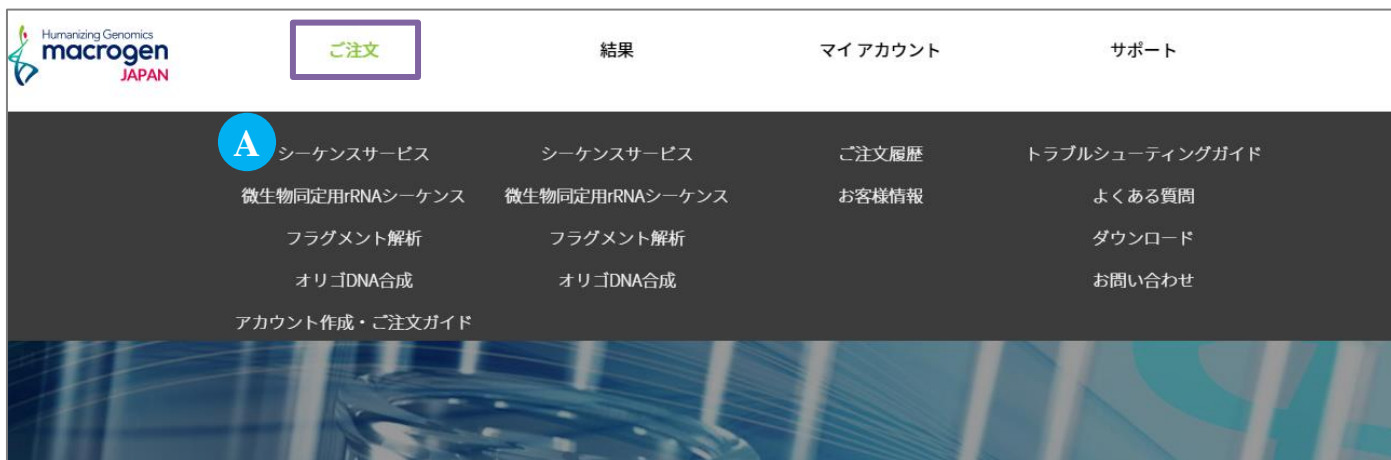 Humanizing Genomics
macrogen
JAPAN
ご注文 結果 マイ アカウント サポート
A
シーケンスサービス シーケンスサービス ご注文履歴 トラブルシューティングガイド
微生物同定用rRNAシーケンス 微生物同定用rRNAシーケンス お客様情報 よくある質問
フラグメント解析 フラグメント解析 ダウンロード
オリゴDNA合成 オリゴDNA合成 お問い合わせ
アカウント作成・ご注文ガイド